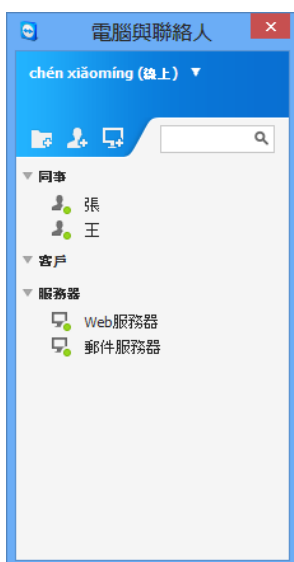 電腦與聯絡人
chén xiǎomíng (線上)
同事
張
王
客戶
服務器
Web服務器
郵件服務器